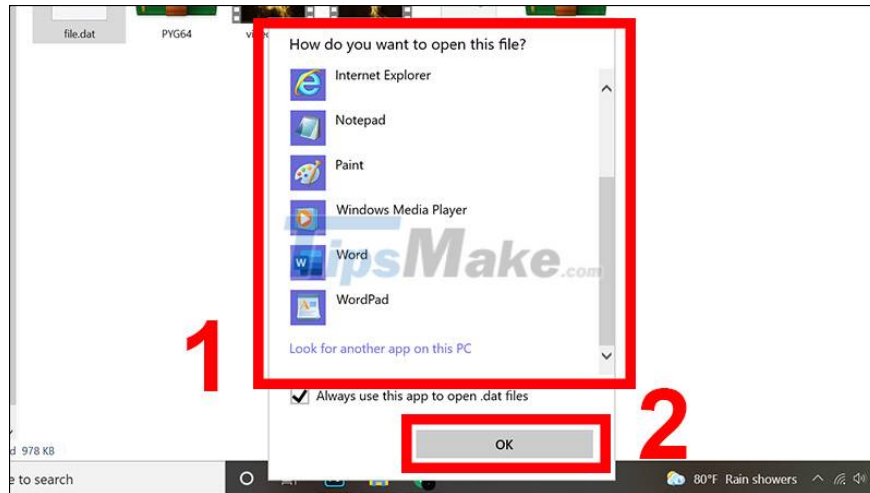 file.dat
PYG64
How do you want to open this file?
Internet Explorer
Notepad
Paint
Windows Media Player
TipsMake.com
Word
WordPad
Look for another app on this PC
1
Always use this app to open .dat files
OK
2
978 KB
e to search
80°F Rain showers